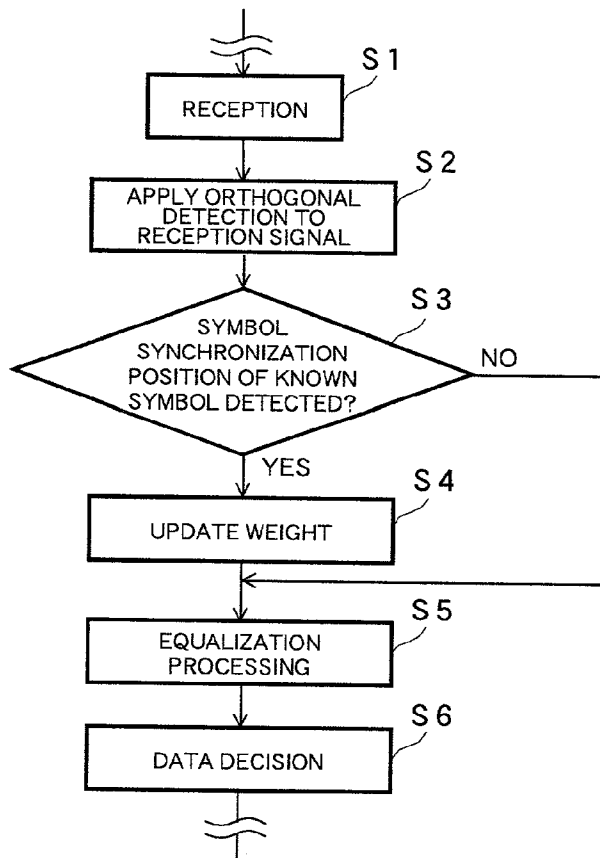 S1
RECEPTION
S2
APPLY ORTHOGONAL
DETECTION TO
RECEPTION SIGNAL
S3
SYMBOL
SYNCHRONIZATION
POSITION OF KNOWN
SYMBOL DETECTED?
NO
YES
S4
UPDATE WEIGHT
S5
EQUALIZATION
PROCESSING
S6
DATA DECISION